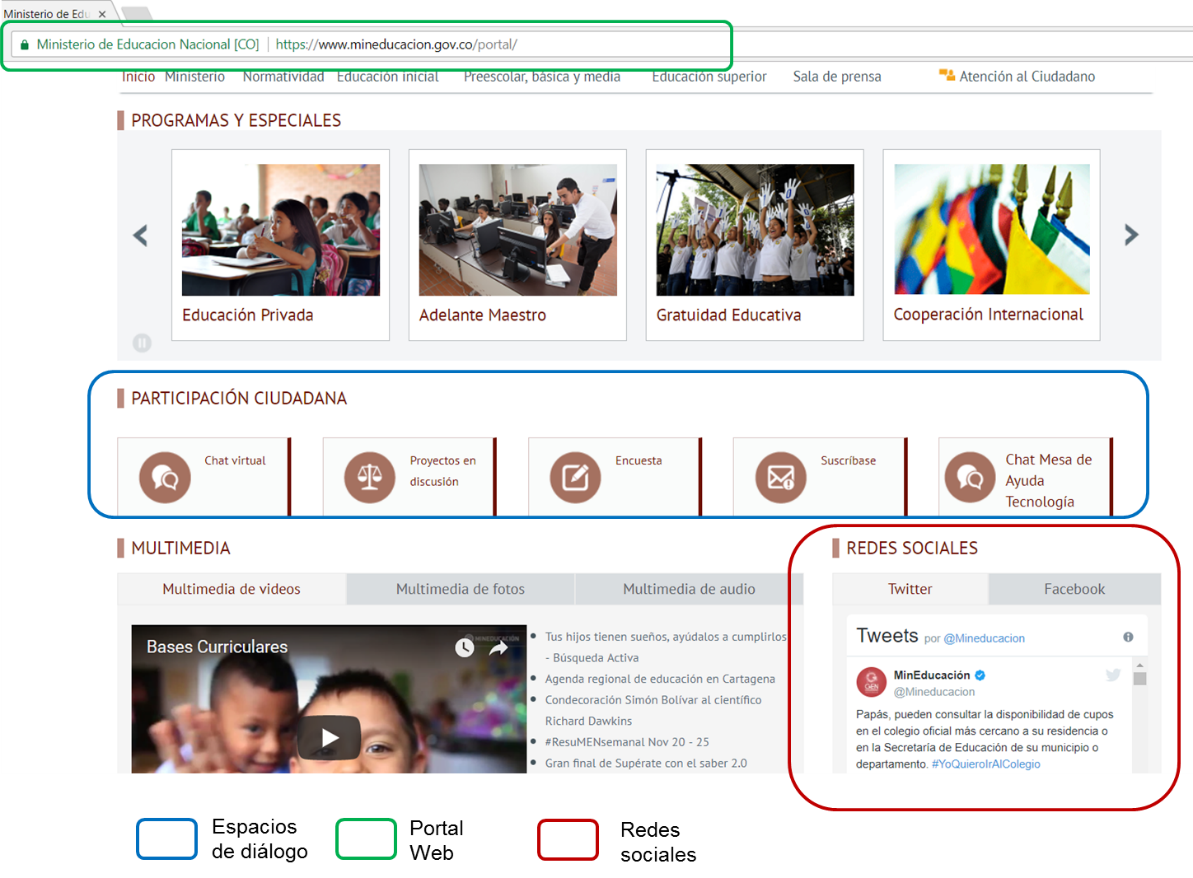 Ministerio de Edu
Ministerio de Educacion Nacional [CO] https://www.mineducacion.gov.co/portal/
Inicio Ministerio Normatividad Educación inicial Preescolar, básica y media Educación superior Sala de prensa Atención al Ciudadano
PROGRAMAS Y ESPECIALES
Educación Privada
Adelante Maestro
Gratuidad Educativa
Cooperación Internacional
PARTICIPACIÓN CIUDADANA
Chat virtual
Proyectos en
discusión
Encuesta
Suscríbase
Chat Mesa de
Ayuda
Tecnología
MULTIMEDIA
Multimedia de videos Multimedia de fotos Multimedia de audio
Bases Curriculares
MINEDUCACIÓN
Tus hijos tienen sueños, ayúdalos a cumplirlos
- Búsqueda Activa
Agenda regional de educación en Cartagena
Condecoración Simón Bolívar al científico
Richard Dawkins
#ResuMENsemanal Nov 20 - 25
Gran final de Supérate con el saber 2.0
REDES SOCIALES
Twitter Facebook
Tweets por @Mineducacion
MinEducación
@Mineducacion
Papás, pueden consultar la disponibilidad de cupos
en el colegio oficial más cercano a su residencia o
en la Secretaría de Educación de su municipio o
departamento. #YoQuieroIrAlColegio
Espacios
de diálogo
Portal
Web
Redes
sociales